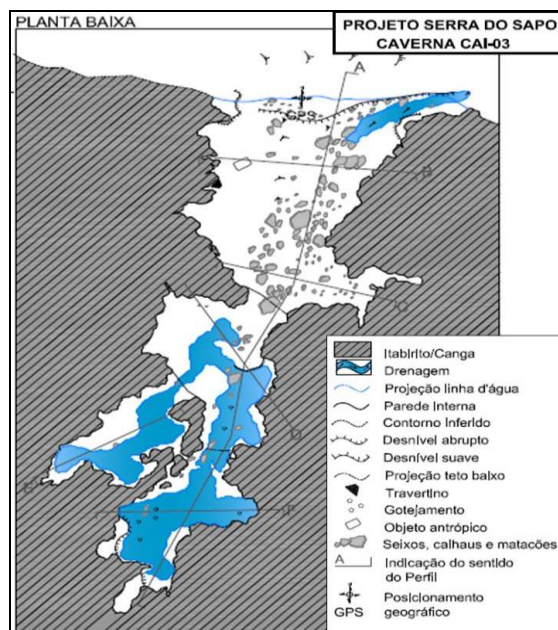 PLANTA BAIXA
PROJETO SERRA DO SAPO
CAVERNA CAI-03
A
GPS
B
C
D
E
F
Itabirito/Canga
Drenagem
Projeção linha d'água
Parede Interna
Contorno Inferido
Desnível abrupto
Desnível suave
Projeção teto baixo
Travertino
Gotejamento
Objeto antrópico
Seixos, calhaus e matacões
A
Indicação do sentido
do Perfil
Posicionamento
GPS
geográfico